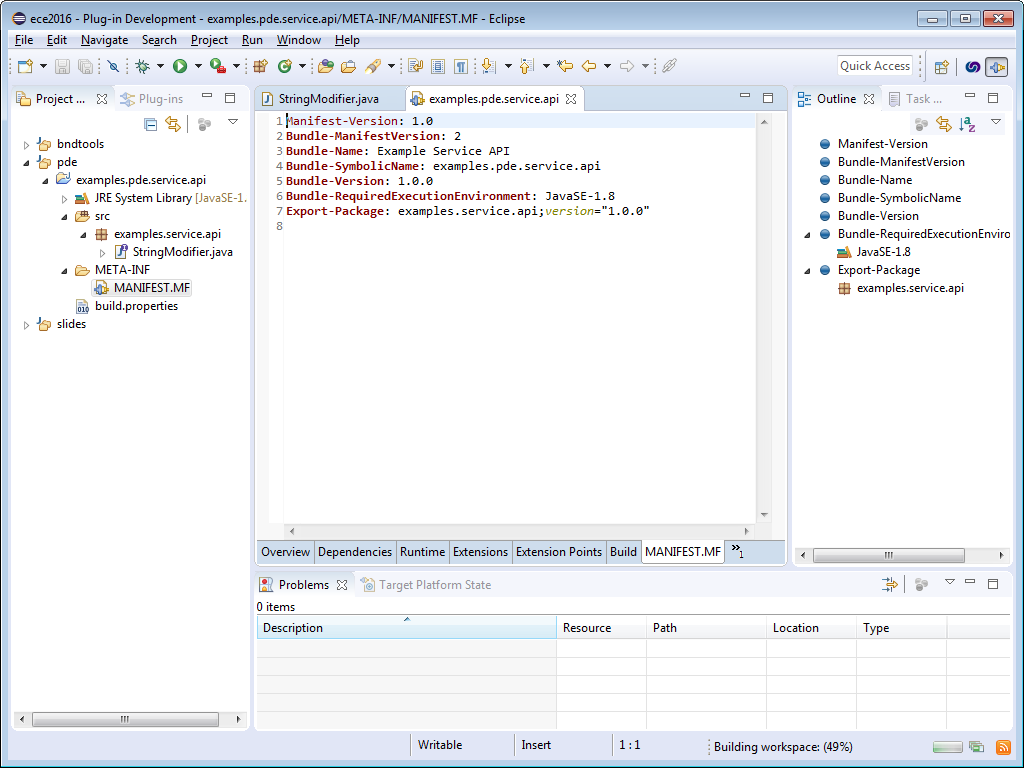 ece2016 - Plug-in Development - examples.pde.service.api/META-INF/MANIFEST.MF - Eclipse
File Edit Navigate Search Project Run Window Help
Quick Access
Project ...
Plug-ins
bndtools
pde
examples.pde.service.api
JRE System Library [JavaSE-1.
src
examples.service.api
StringModifier.java
META-INF
MANIFEST.MF
build.properties
slides
StringModifier.java
examples.pde.service.api
1 Manifest-Version: 1.0
2 Bundle-ManifestVersion: 2
3 Bundle-Name: Example Service API
4 Bundle-SymbolicName: examples.pde.service.api
5 Bundle-Version: 1.0.0
6 Bundle-RequiredExecutionEnvironment: JavaSE-1.8
7 Export-Package: examples.service.api;version="1.0.0"
8
Overview Dependencies Runtime Extensions Extension Points Build MANIFEST.MF »1
Outline
Task ...
Manifest-Version
Bundle-ManifestVersion
Bundle-Name
Bundle-SymbolicName
Bundle-Version
Bundle-RequiredExecutionEnviro
JavaSE-1.8
Export-Package
examples.service.api
Problems
Target Platform State
0 items
Description Resource Path Location Type
Writable Insert 1 : 1 Building workspace: (49%)